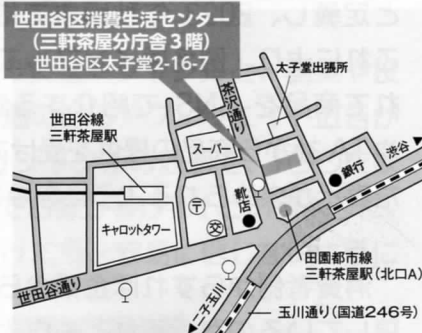 世田谷区消費生活センター
(三軒茶屋分庁舎3階)
世田谷区太子堂2-16-7
茶沢通り
太子堂出張所
世田谷線
三軒茶屋駅
スーパー
銀行
渋谷
靴店
〒
交
キャロットタワー
田園都市線
三軒茶屋駅(北口A)
世田谷通り
二子玉川
玉川通り(国道246号)